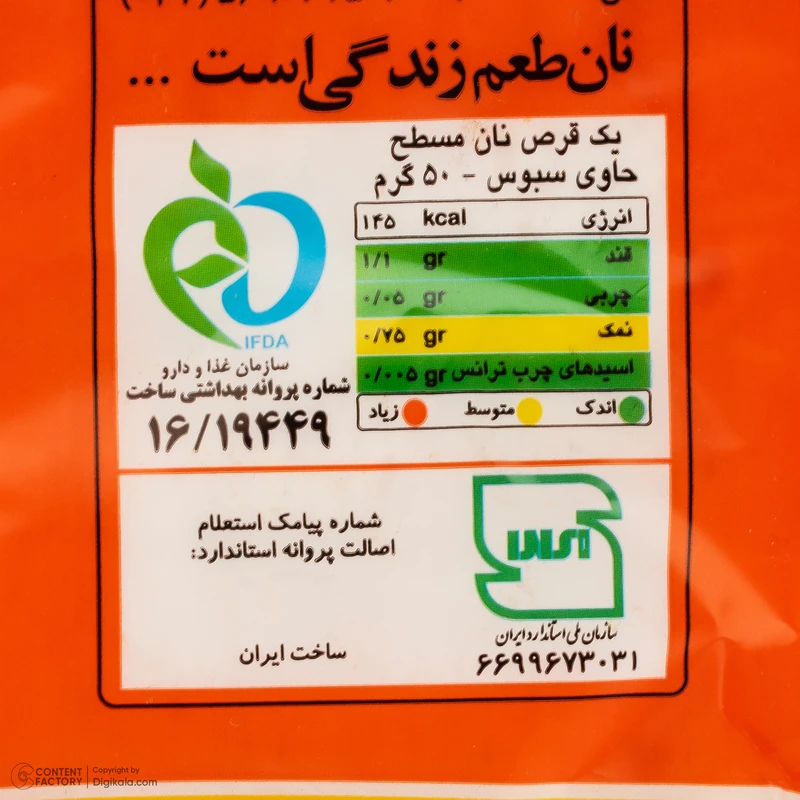 نان طعم زندگی است ...
یک قرص نان مسطح
حاوی سبوس - ۵۰ گرم
انرژی ۱۴۵ kcal
قند ۱/۱ gr
چربی ۰/۰۵ gr
نمک ۰/۷۵ gr
اسیدهای چرب ترانس ۰/۰۰۵ gr
اندک متوسط زیاد
IFDA
سازمان غذا و دارو
شماره پروانه بهداشتی ساخت
۱۶/۱۹۴۴۹
شماره پیامک استعلام
اصالت پروانه استاندارد:
ساخت ایران
سازمان ملی استاندارد ایران
۶۶۹۹۶۷۳۰۳۱
CONTENT FACTORY
Copyright by
Digikala.com